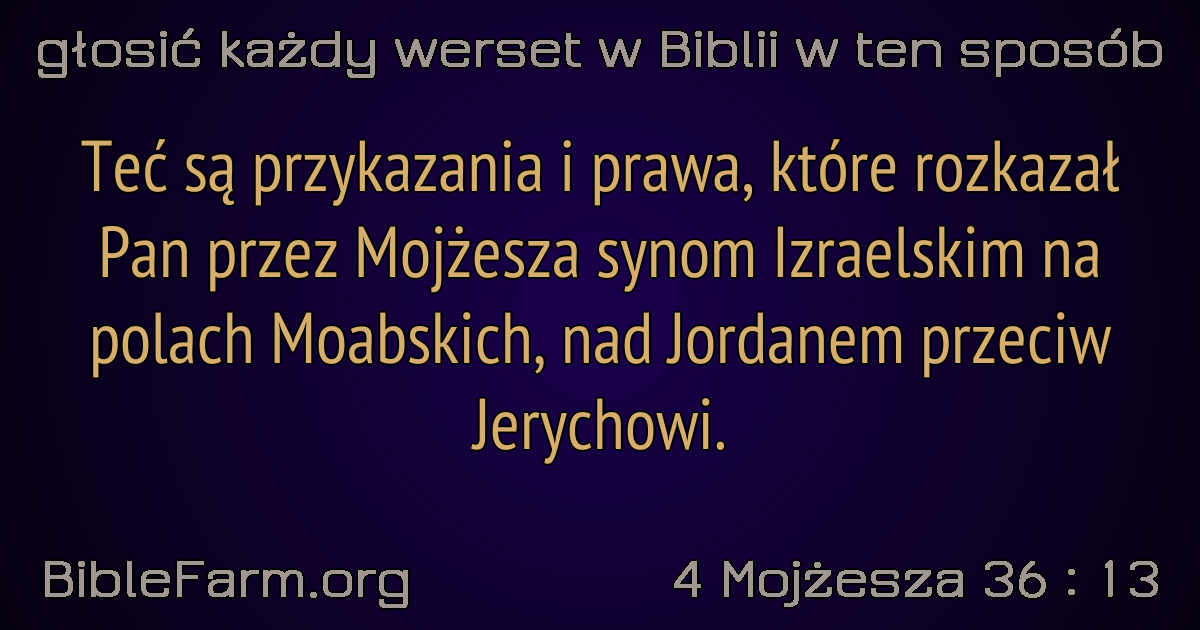 głosić każdy werset w Biblii w ten sposób
Teć są przykazania i prawa, które rozkazał
Pan przez Mojżesza synom Izraelskim na
polach Moabskich, nad Jordanem przeciw
Jerychowi.
BibleFarm.org
4 Mojżesza 36 : 13